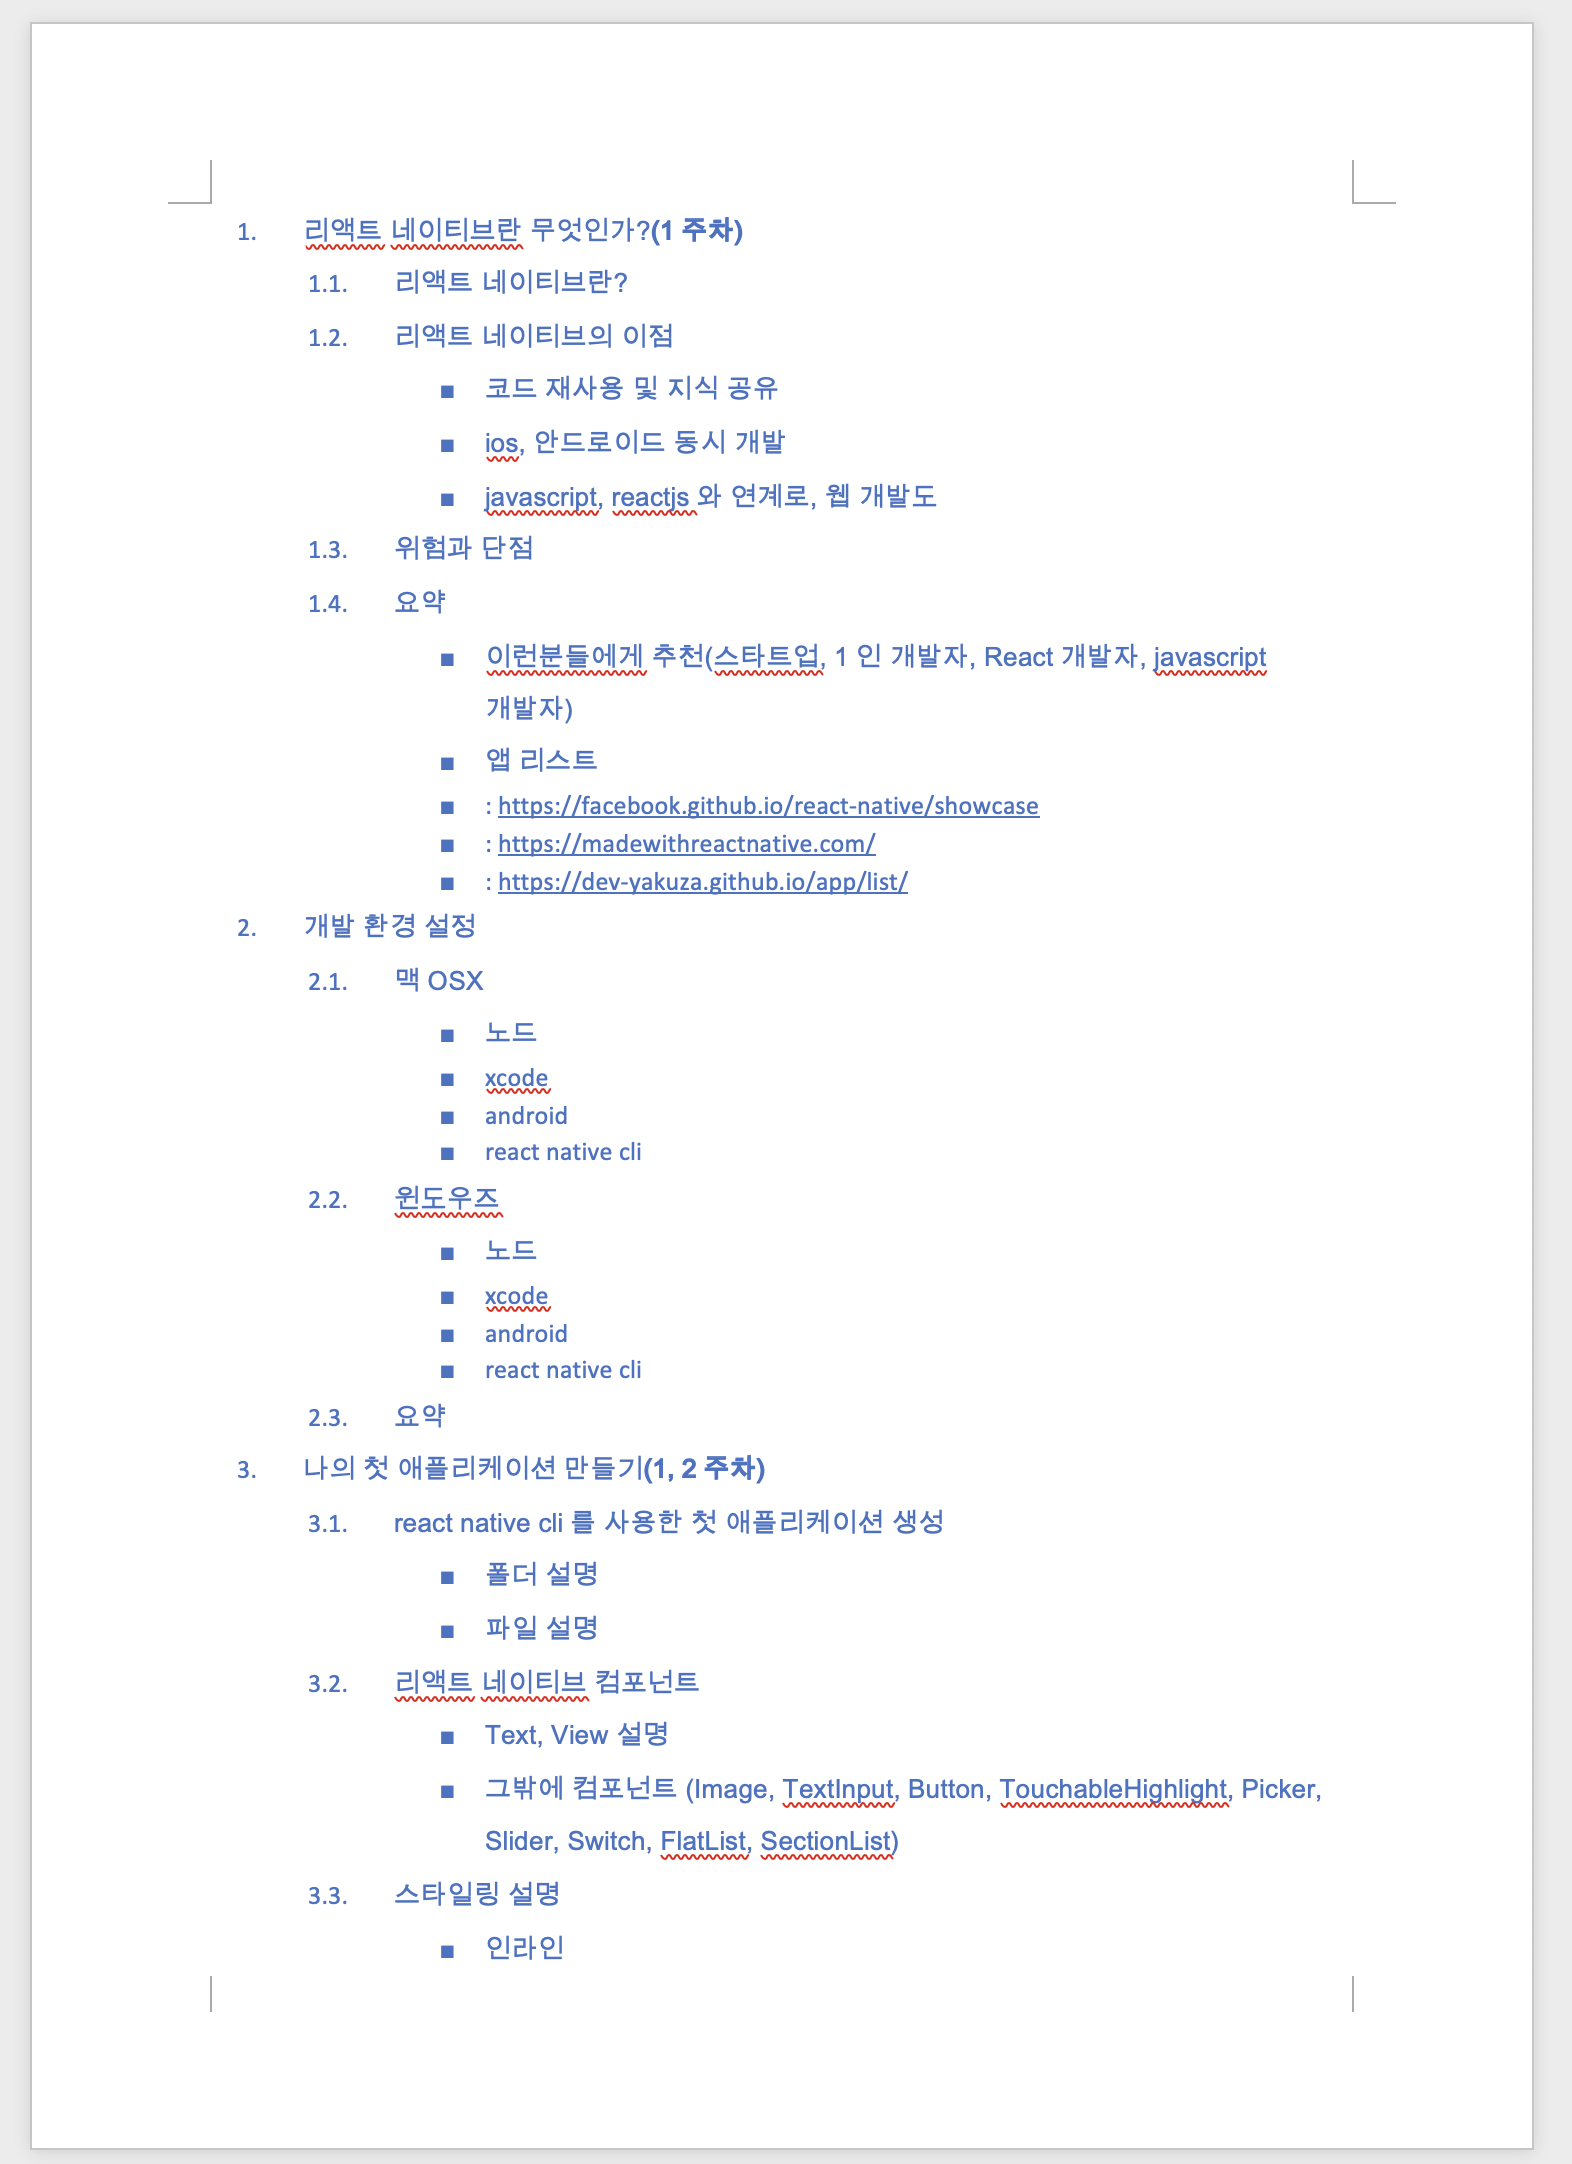 1. 리액트 네이티브란 무엇인가?(1 주차)
1.1. 리액트 네이티브란?
1.2. 리액트 네이티브의 이점
■ 코드 재사용 및 지식 공유
■ ios, 안드로이드 동시 개발
■ javascript, reactjs 와 연계로, 웹 개발도
1.3. 위험과 단점
1.4. 요약
■ 이런분들에게 추천(스타트업, 1 인 개발자, React 개발자, javascript
개발자)
■ 앱 리스트
■ : https://facebook.github.io/react-native/showcase
■ : https://madewithreactnative.com/
■ : https://dev-yakuza.github.io/app/list/
2. 개발 환경 설정
2.1. 맥 OSX
■ 노드
■ xcode
■ android
■ react native cli
2.2. 윈도우즈
■ 노드
■ xcode
■ android
■ react native cli
2.3. 요약
3. 나의 첫 애플리케이션 만들기(1, 2 주차)
3.1. react native cli 를 사용한 첫 애플리케이션 생성
■ 폴더 설명
■ 파일 설명
3.2. 리액트 네이티브 컴포넌트
■ Text, View 설명
■ 그밖에 컴포넌트 (Image, TextInput, Button, TouchableHighlight, Picker,
Slider, Switch, FlatList, SectionList)
3.3. 스타일링 설명
■ 인라인